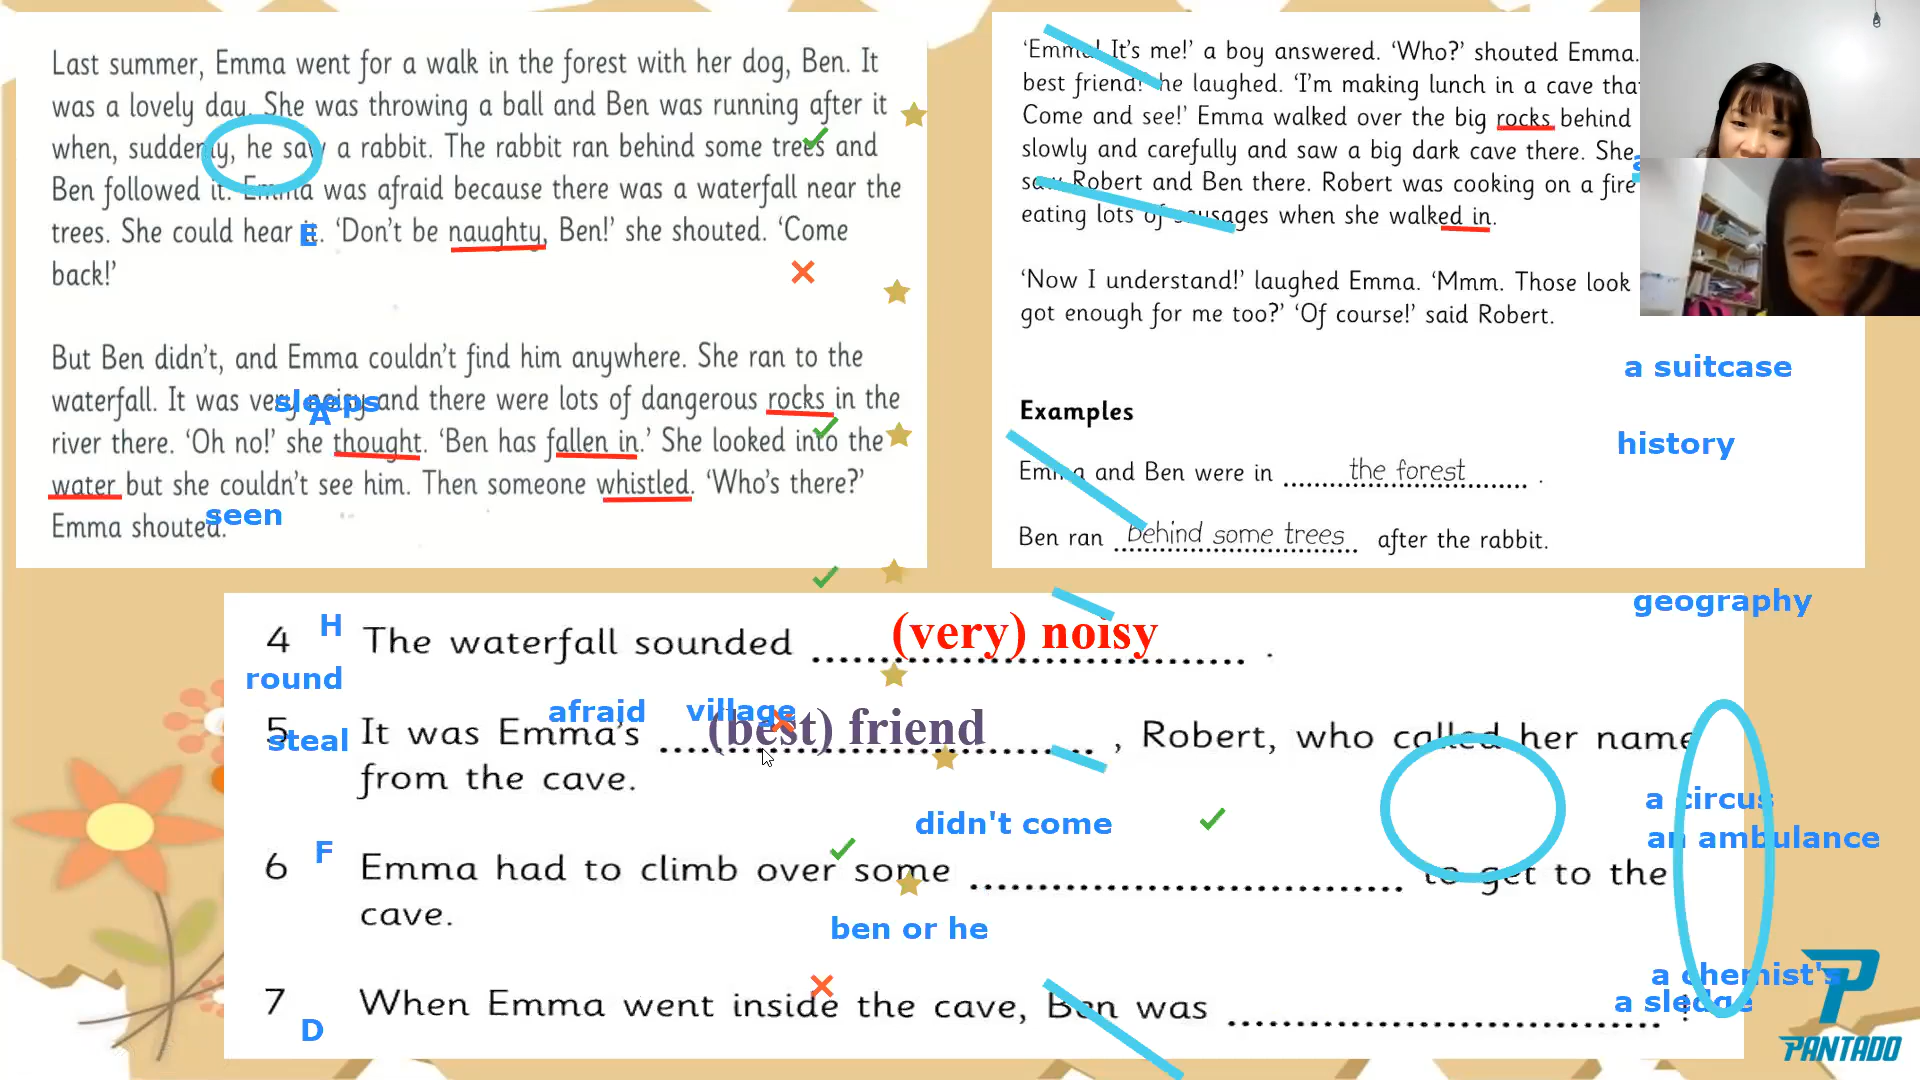 Last summer, Emma went for a walk in the forest with her dog, Ben. It
was a lovely day. She was throwing a ball and Ben was running after it
when, suddenly, he saw a rabbit. The rabbit ran behind some trees and
Ben followed it. Emma was afraid because there was a waterfall near the
trees. She could hear it. ‘Don’t be naughty, Ben!’ she shouted. ‘Come
back!’
E
But Ben didn’t, and Emma couldn’t find him anywhere. She ran to the
waterfall. It was very noisy and there were lots of dangerous rocks in the
river there. ‘Oh no!’ she thought. ‘Ben has fallen in.’ She looked into the
water but she couldn’t see him. Then someone whistled. ‘Who’s there?’
Emma shouted.
sleeps
A
seen
‘Emma! It’s me!’ a boy answered. ‘Who?’ shouted Emma.
best friend!’ he laughed. ‘I’m making lunch in a cave
Come and see!’ Emma walked over the big rocks behind
slowly and carefully and saw a big dark cave there. She
saw Robert and Ben there. Robert was cooking on a fire
eating lots of sausages when she walked in.
‘Now I understand!’ laughed Emma. ‘Mmm. Those look
got enough for me too?’ ‘Of course!’ said Robert.
Examples
Emma and Ben were in the forest .
Ben ran behind some trees after the rabbit.
a suitcase
history
geography
4 H The waterfall sounded (very) noisy .
round
afraid village
5 It was Emma’s (best) friend , Robert, who called her name
steal
from the cave.
a circus
didn't come
an ambulance
6 F Emma had to climb over some to get to the
cave.
ben or he
a chemist's
a sledge
7 When Emma went inside the cave, Ben was !
D
PANTADO